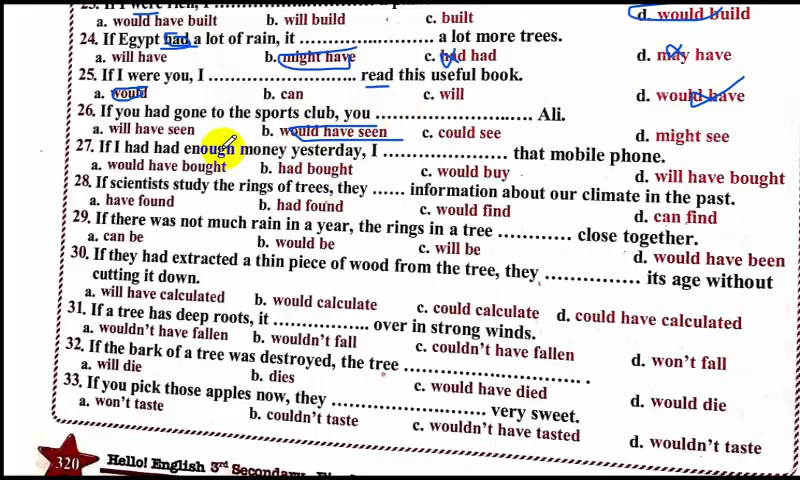 a. would have built b. will build c. built d. would build
24. If Egypt had a lot of rain, it ........................... a lot more trees.
a. will have b. might have c. had had d. may have
25. If I were you, I .............................. read this useful book.
a. would b. can c. will d. would have
26. If you had gone to the sports club, you ............................... Ali.
a. will have seen b. would have seen c. could see d. might see
27. If I had had enough money yesterday, I ......................... that mobile phone.
a. would have bought b. had bought c. would buy d. will have bought
28. If scientists study the rings of trees, they ...... information about our climate in the past.
a. have found b. had found c. would find d. can find
29. If there was not much rain in a year, the rings in a tree ............ close together.
a. can be b. would be c. will be d. would have been
30. If they had extracted a thin piece of wood from the tree, they ............... its age without
cutting it down.
a. will have calculated b. would calculate c. could calculate d. could have calculated
31. If a tree has deep roots, it ................. over in strong winds.
a. wouldn't have fallen b. wouldn't fall c. couldn't have fallen d. won't fall
32. If the bark of a tree was destroyed, the tree ............................... .
a. will die b. dies c. would have died d. would die
33. If you pick those apples now, they ........................... very sweet.
a. won't taste b. couldn't taste c. wouldn't have tasted d. wouldn't taste
320 Hello! English 3rd Secondary